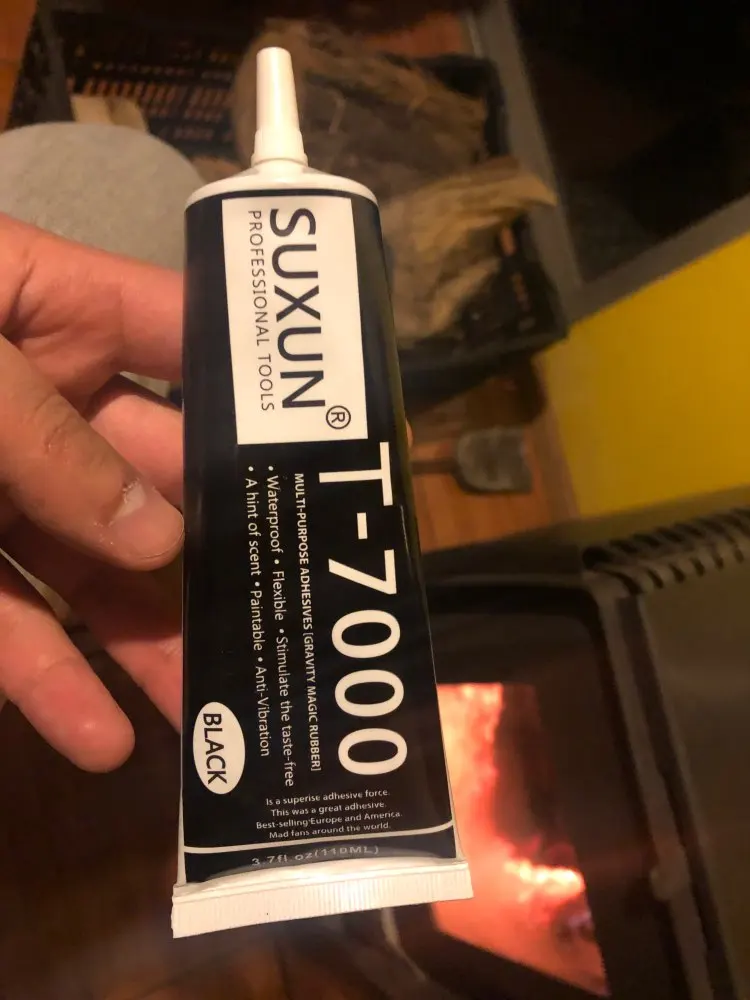 SUXUN®
PROFESSIONAL TOOLS
T-7000
MULTI-PURPOSE ADHESIVES [GRAVITY MAGIC RUBBER]
• Waterproof • Flexible • Stimulate the taste-free
• A hint of scent • Paintable • Anti-Vibration
BLACK
Is a superise adhesive force.
This was a great adhesive.
Best-selling Europe and America.
Mad fans around the world.
3.7fl oz(110ML)